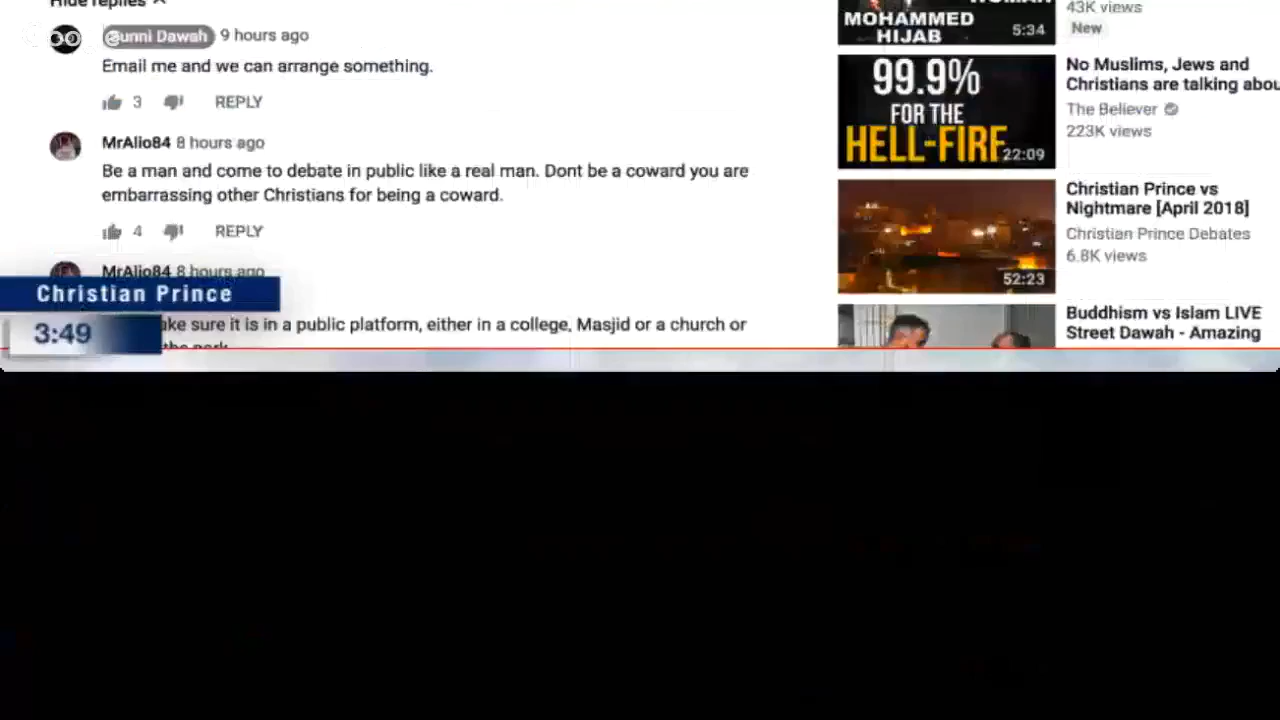 Hide replies
Sunni Dawah 9 hours ago
Email me and we can arrange something.
3 REPLY
MrAlio84 8 hours ago
Be a man and come to debate in public like a real man. Dont be a coward you are
embarrassing other Christians for being a coward.
4 REPLY
MrAlio84 8 hours ago
ake sure it is in a public platform, either in a college, Masjid or a church or
the park
Christian Prince
3:49
MOHAMMED
HIJAB
5:34
43K views
New
99.9%
FOR THE
HELL-FIRE
22:09
No Muslims, Jews and
Christians are talking abou
The Believer
223K views
52:23
Christian Prince vs
Nightmare [April 2018]
Christian Prince Debates
6.8K views
Buddhism vs Islam LIVE
Street Dawah - Amazing